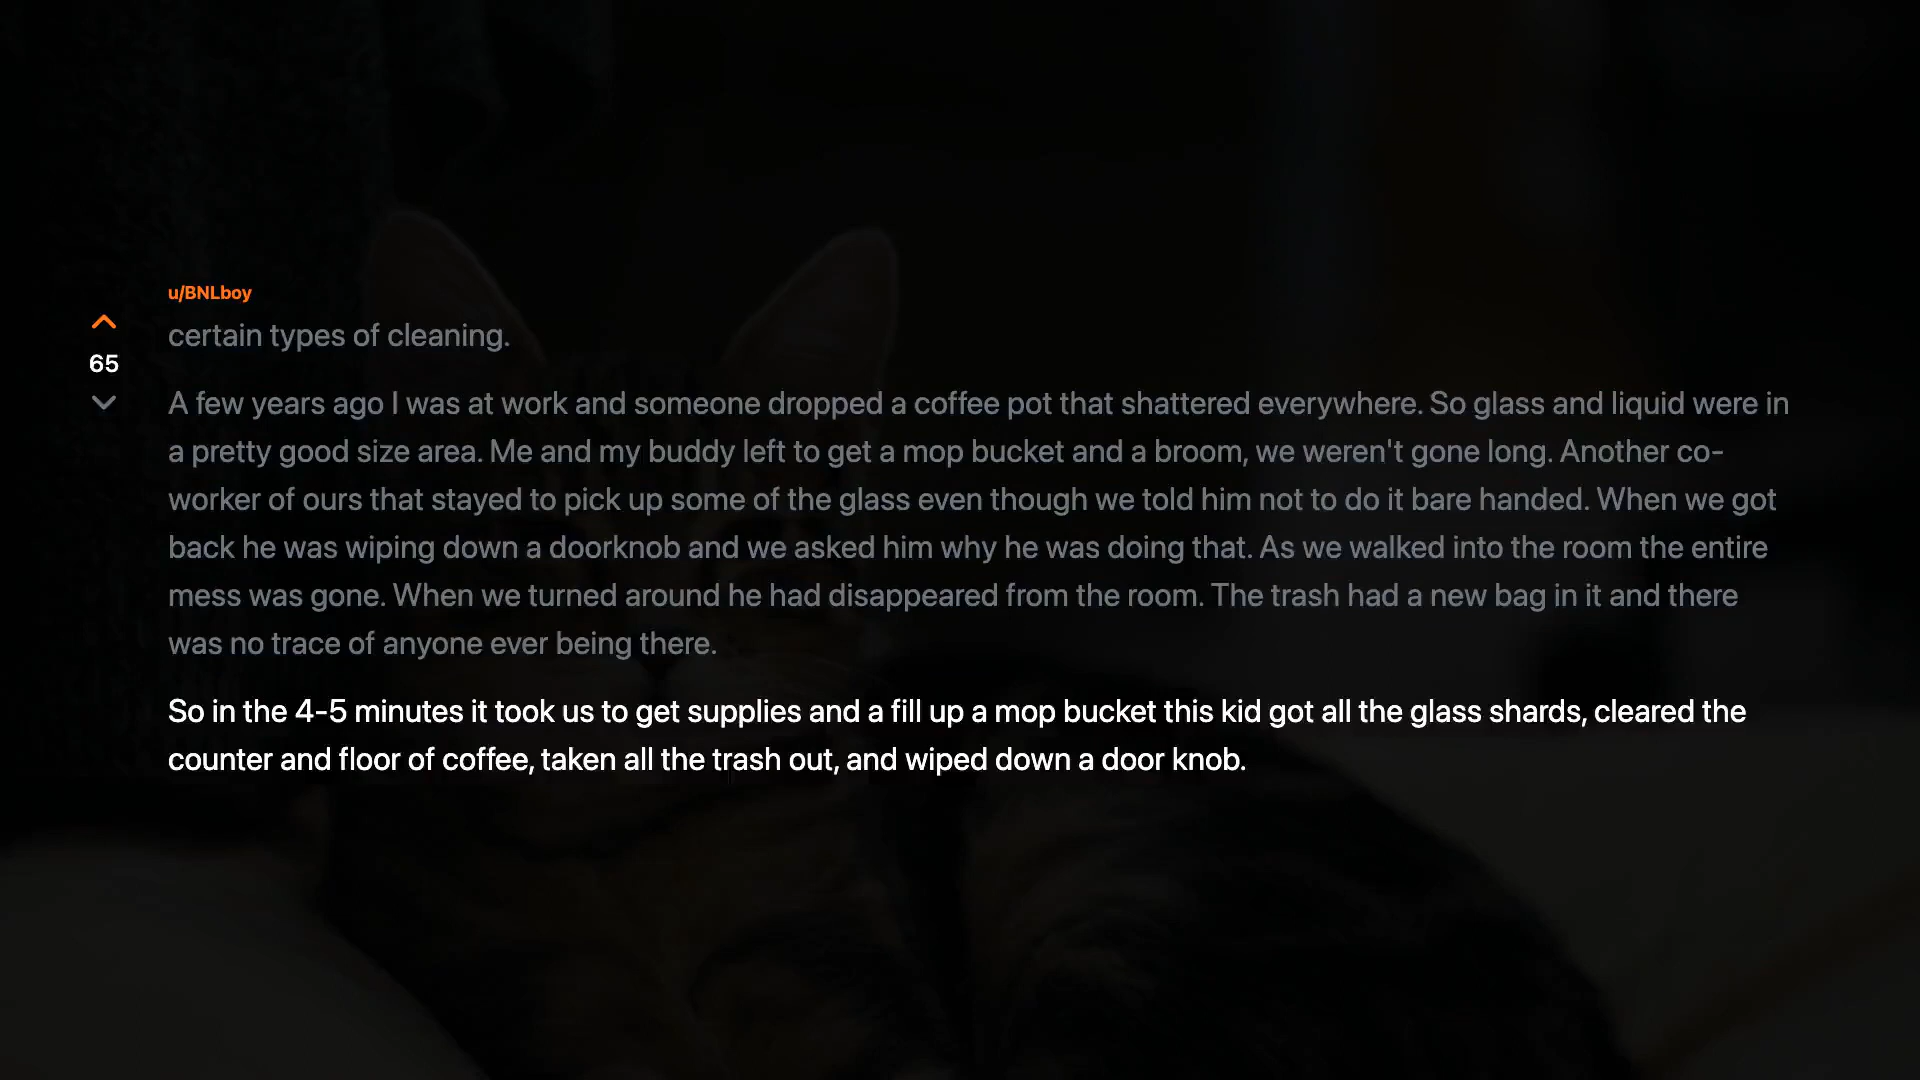 u/BNLboy
certain types of cleaning.
65
A few years ago I was at work and someone dropped a coffee pot that shattered everywhere. So glass and liquid were in
a pretty good size area. Me and my buddy left to get a mop bucket and a broom, we weren't gone long. Another co-
worker of ours that stayed to pick up some of the glass even though we told him not to do it bare handed. When we got
back he was wiping down a doorknob and we asked him why he was doing that. As we walked into the room the entire
mess was gone. When we turned around he had disappeared from the room. The trash had a new bag in it and there
was no trace of anyone ever being there.
So in the 4-5 minutes it took us to get supplies and a fill up a mop bucket this kid got all the glass shards, cleared the
counter and floor of coffee, taken all the trash out, and wiped down a door knob.